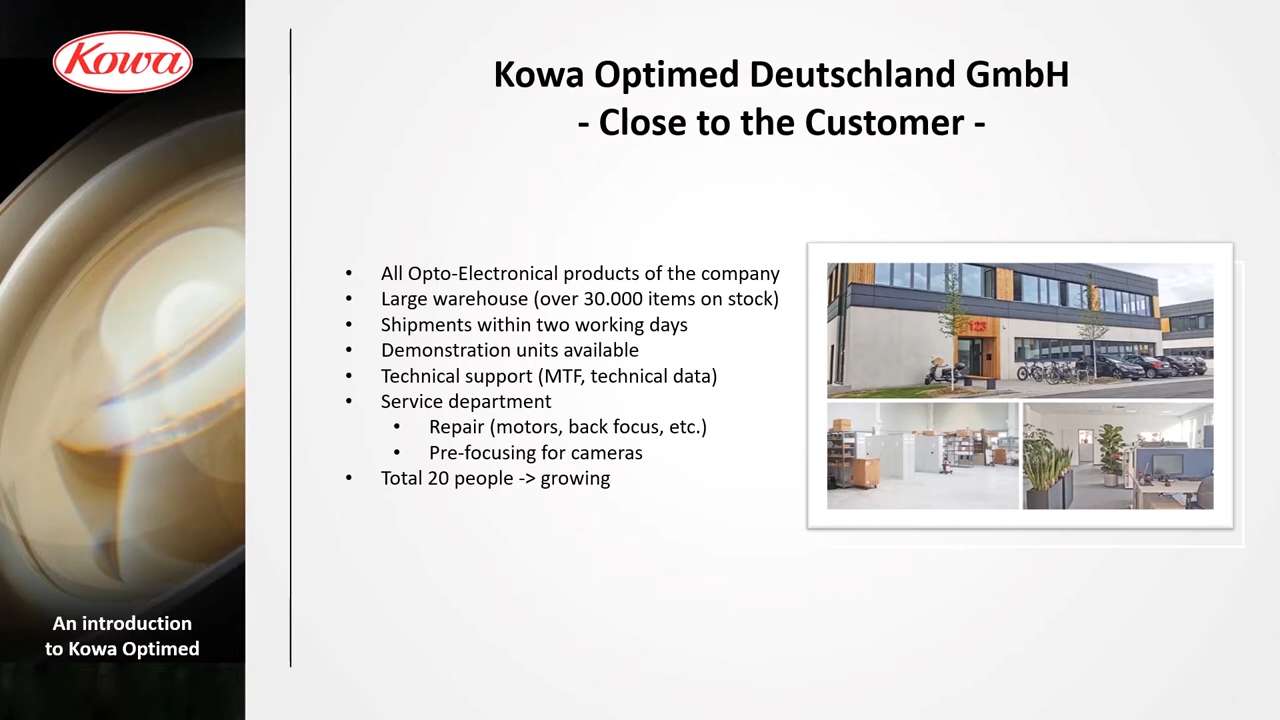 Kowa
Kowa Optimed Deutschland GmbH
- Close to the Customer -
• All Opto-Electronical products of the company
• Large warehouse (over 30.000 items on stock)
• Shipments within two working days
• Demonstration units available
• Technical support (MTF, technical data)
• Service department
• Repair (motors, back focus, etc.)
• Pre-focusing for cameras
• Total 20 people -> growing
123
An introduction
to Kowa Optimed